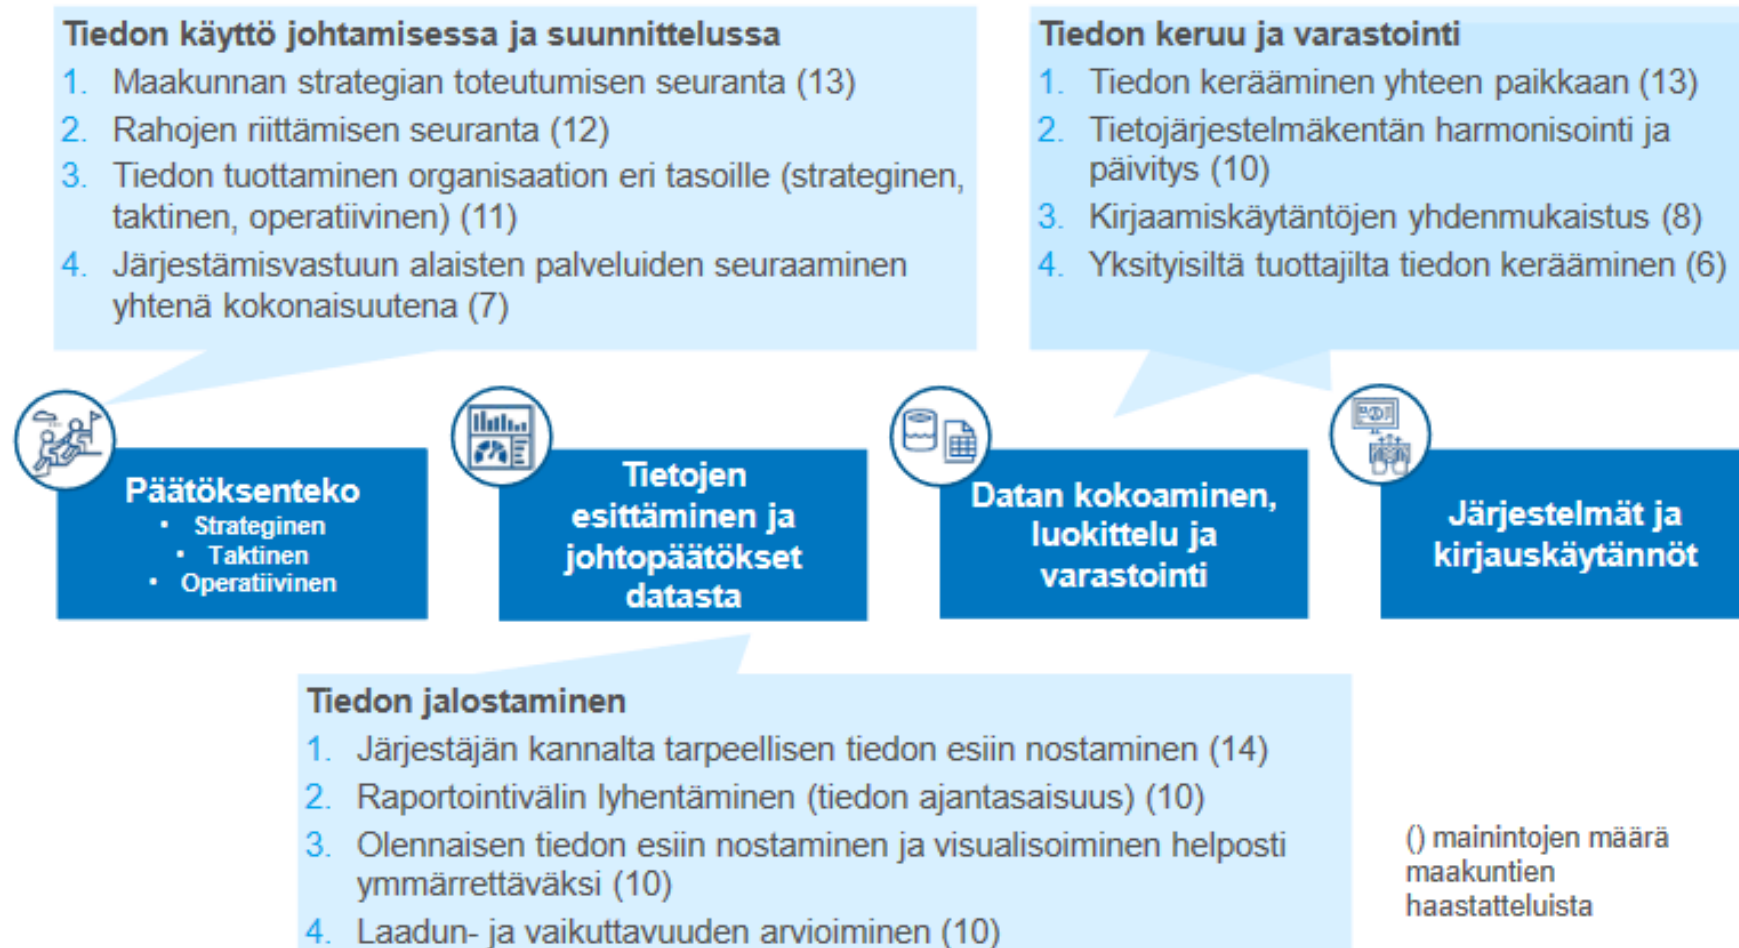 Tiedon käyttö johtamisessa ja suunnittelussa
1. Maakunnan strategian toteutumisen seuranta (13)
2. Rahojen riittämisen seuranta (12)
3. Tiedon tuottaminen organisaation eri tasoille (strateginen,
taktinen, operatiivinen) (11)
4. Järjestämisvastuun alaisten palveluiden seuraaminen
yhtenä kokonaisuutena (7)
Tiedon keruu ja varastointi
1. Tiedon kerääminen yhteen paikkaan (13)
2. Tietojärjestelmäkentän harmonisointi ja
päivitys (10)
3. Kirjaamiskäytäntöjen yhdenmukaistus (8)
4. Yksityisiltä tuottajilta tiedon kerääminen (6)
Päätöksenteko
• Strateginen
• Taktinen
• Operatiivinen
Tietojen
esittäminen ja
johtopäätökset
datasta
Datan kokoaminen,
luokittelu ja
varastointi
Järjestelmät ja
kirjauskäytännöt
Tiedon jalostaminen
1. Järjestäjän kannalta tarpeellisen tiedon esiin nostaminen (14)
2. Raportointivälin lyhentäminen (tiedon ajantasaisuus) (10)
3. Olennaisen tiedon esiin nostaminen ja visualisoiminen helposti
ymmärrettäväksi (10)
4. Laadun- ja vaikuttavuuden arvioiminen (10)
() mainintojen määrä
maakuntien
haastatteluista